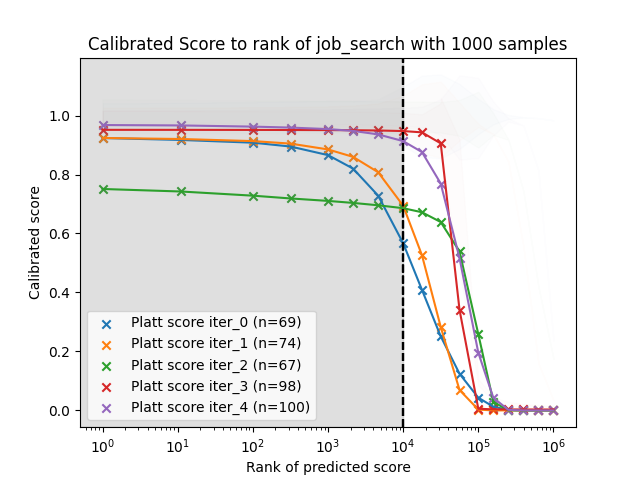 Calibrated Score to rank of job_search with 1000 samples
Calibrated score
1.0
0.8
0.6
0.4
0.2
0.0
Platt score iter_0 (n=69)
Platt score iter_1 (n=74)
Platt score iter_2 (n=67)
Platt score iter_3 (n=98)
Platt score iter_4 (n=100)
10⁰ 10¹ 10² 10³ 10⁴ 10⁵ 10⁶
Rank of predicted score